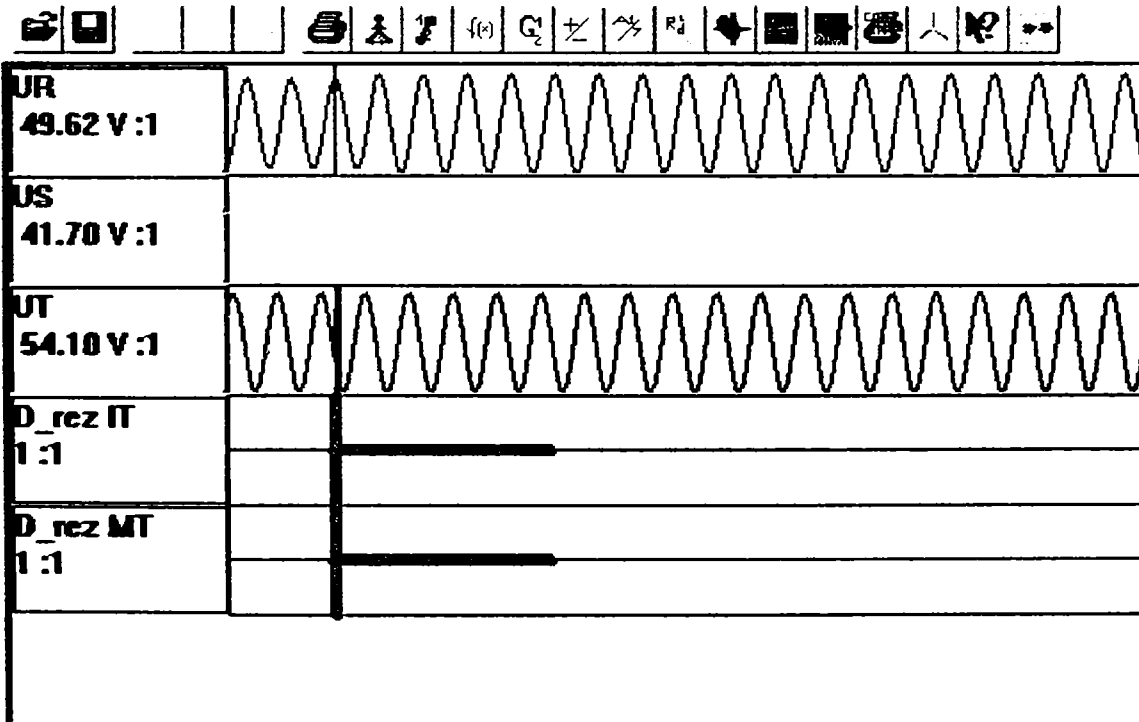 UR
49.62 V :1
US
41.70 V :1
UT
54.10 V :1
D_rez IT
1 :1
D_rez MT
1 :1